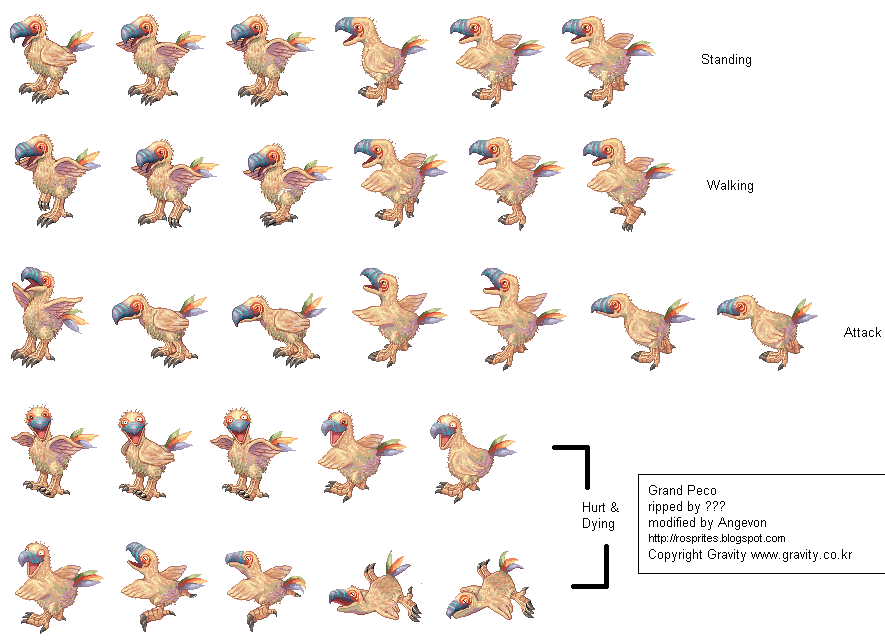 Standing
Walking
Attack
Hurt &
Dying
Grand Peco
ripped by ???
modified by Angevon
http://rosprites.blogspot.com
Copyright Gravity www.gravity.co.kr